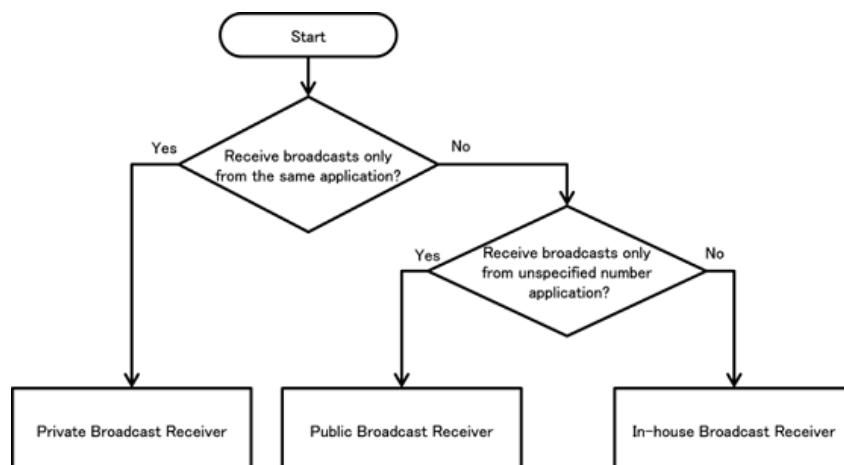 Start
Yes
No
Receive broadcasts only
from the same application?
Yes
No
Receive broadcasts only
from unspecified number
application?
Private Broadcast Receiver
Public Broadcast Receiver
In-house Broadcast Receiver